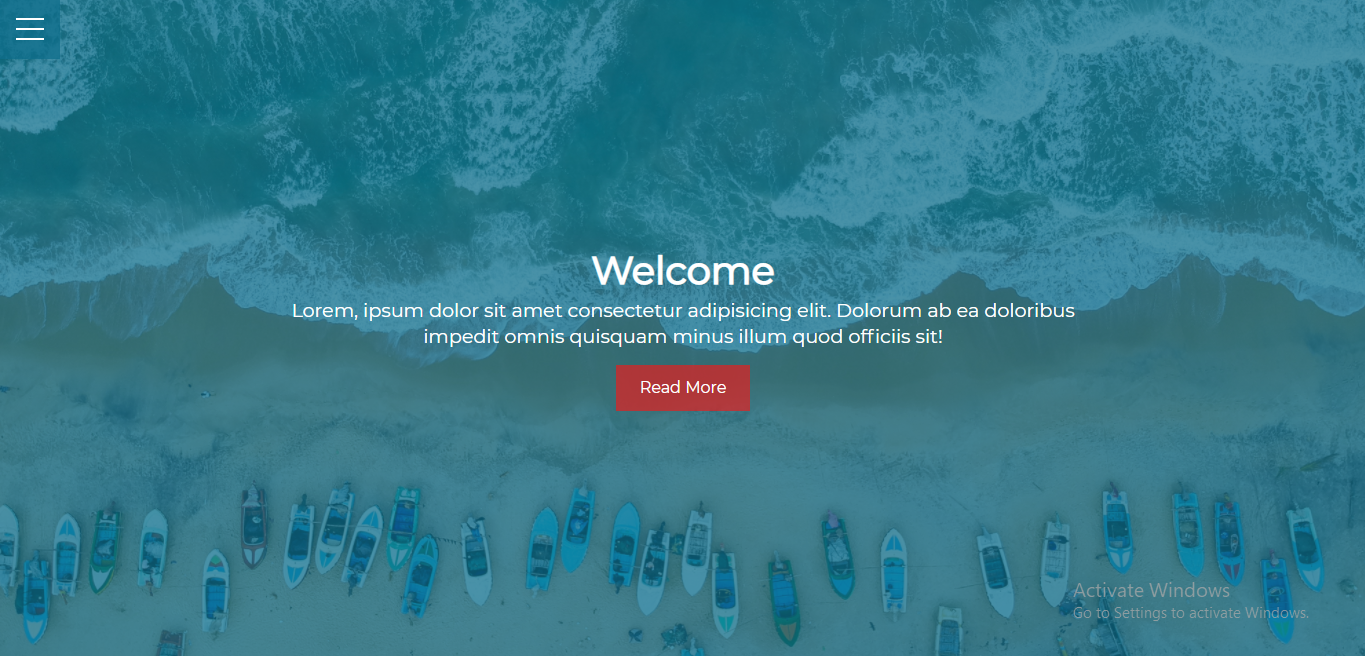 Welcome
Lorem, ipsum dolor sit amet consectetur adipisicing elit. Dolorum ab ea doloribus
impedit omnis quisquam minus illum quod officiis sit!
Read More
Activate Windows
Go to Settings to activate Windows.